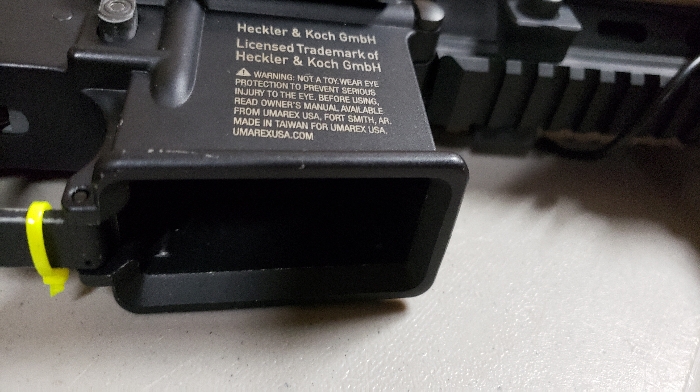 Heckler & Koch GmbH
Licensed Trademark of
Heckler & Koch GmbH
WARNING: NOT A TOY. WEAR EYE
PROTECTION TO PREVENT SERIOUS
INJURY TO THE EYE. BEFORE USING,
READ OWNER'S MANUAL AVAILABLE
FROM UMAREX USA, FORT SMITH, AR.
MADE IN TAIWAN FOR UMAREX USA.
UMAREXUSA.COM